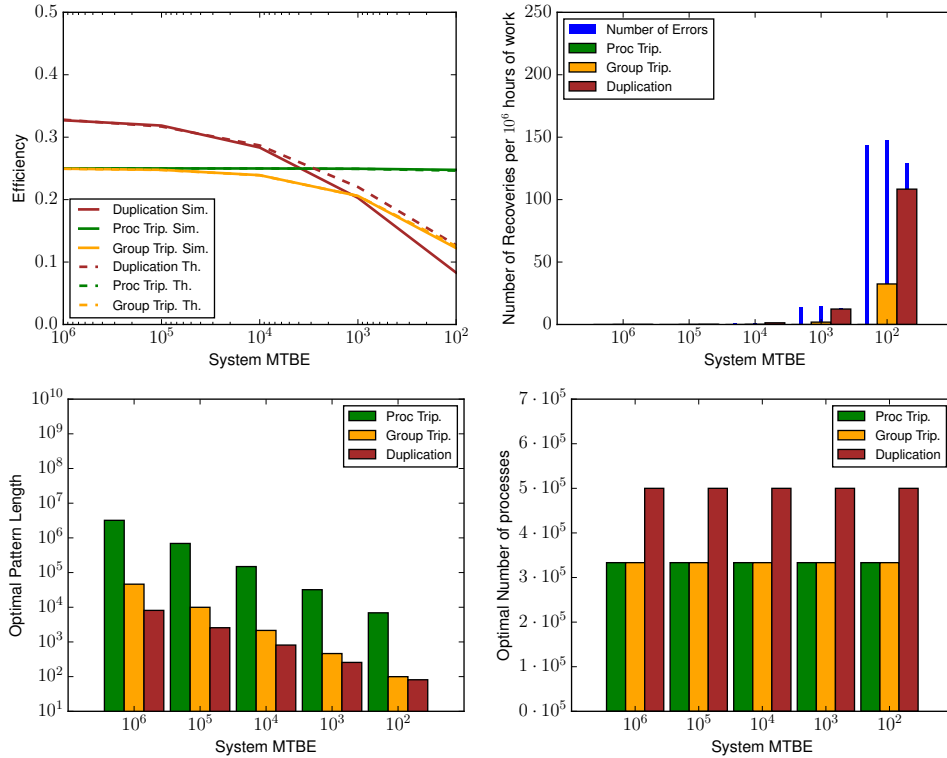 0.5
0.4
0.3
0.2
0.1
0.0
Efficiency
Duplication Sim.
Proc Trip. Sim.
Group Trip. Sim.
Duplication Th.
Proc Trip. Th.
Group Trip. Th.
10^6 10^5 10^4 10^3 10^2
System MTBE
250
200
150
100
50
0
Number of Recoveries per 10^6 hours of work
Number of Errors
Proc Trip.
Group Trip.
Duplication
10^6 10^5 10^4 10^3 10^2
System MTBE
10^10
10^9
10^8
10^7
10^6
10^5
10^4
10^3
10^2
10^1
Optimal Pattern Length
Proc Trip.
Group Trip.
Duplication
10^6 10^5 10^4 10^3 10^2
System MTBE
7 · 10^5
6 · 10^5
5 · 10^5
4 · 10^5
3 · 10^5
2 · 10^5
1 · 10^5
0 · 10^5
Optimal Number of processes
Proc Trip.
Group Trip.
Duplication
10^6 10^5 10^4 10^3 10^2
System MTBE